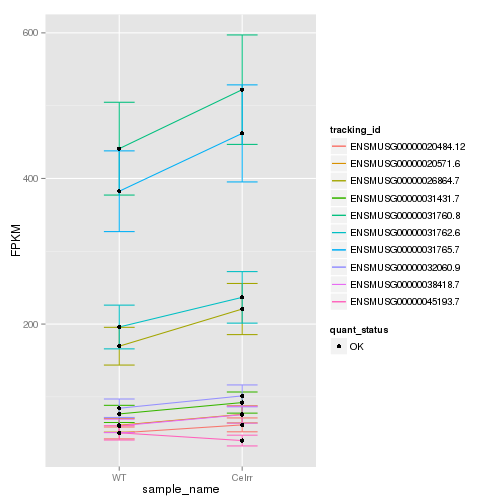 600
400
200
FPKM
WT
Celrr
sample_name
tracking_id
ENSMUSG00000020484.12
ENSMUSG00000020571.6
ENSMUSG00000026864.7
ENSMUSG00000031431.7
ENSMUSG00000031760.8
ENSMUSG00000031762.6
ENSMUSG00000031765.7
ENSMUSG00000032060.9
ENSMUSG00000038418.7
ENSMUSG00000045193.7
quant_status
OK